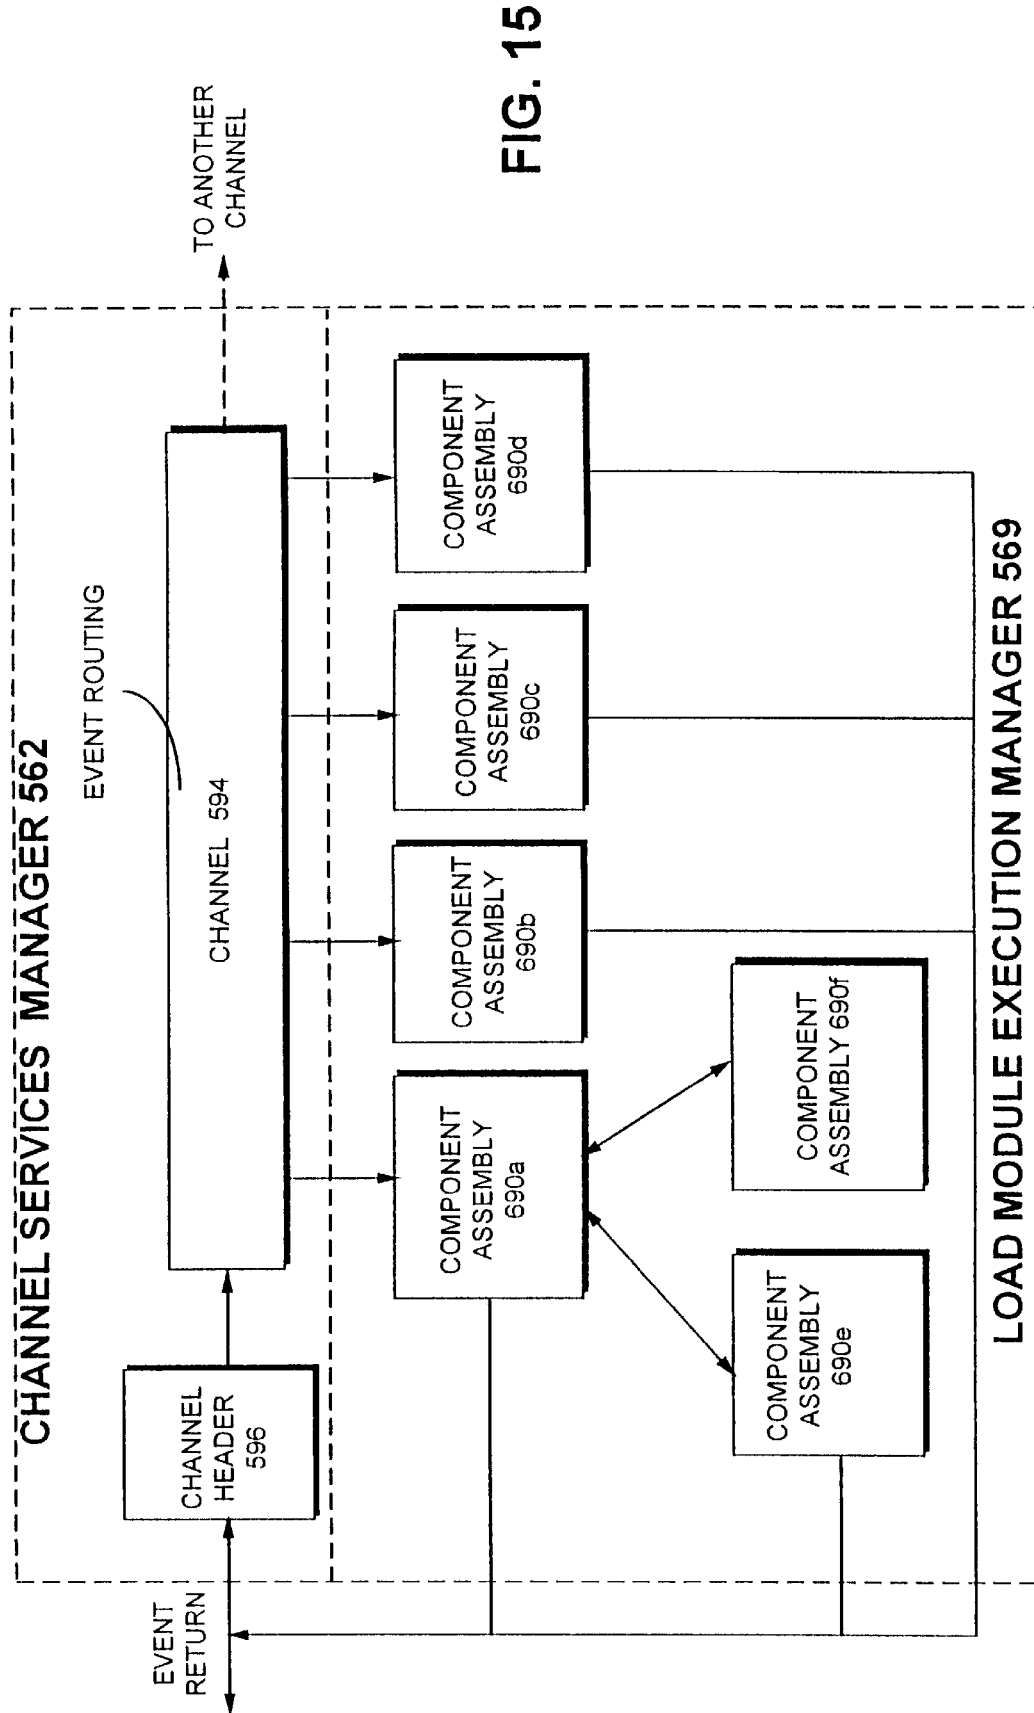 CHANNEL SERVICES MANAGER 562
EVENT ROUTING
TO ANOTHER
CHANNEL
EVENT
RETURN
CHANNEL
HEADER
596
CHANNEL 594
COMPONENT
ASSEMBLY
690a
COMPONENT
ASSEMBLY
690b
COMPONENT
ASSEMBLY
690c
COMPONENT
ASSEMBLY
690d
COMPONENT
ASSEMBLY
690e
COMPONENT
ASSEMBLY 690f
LOAD MODULE EXECUTION MANAGER 569
FIG. 15